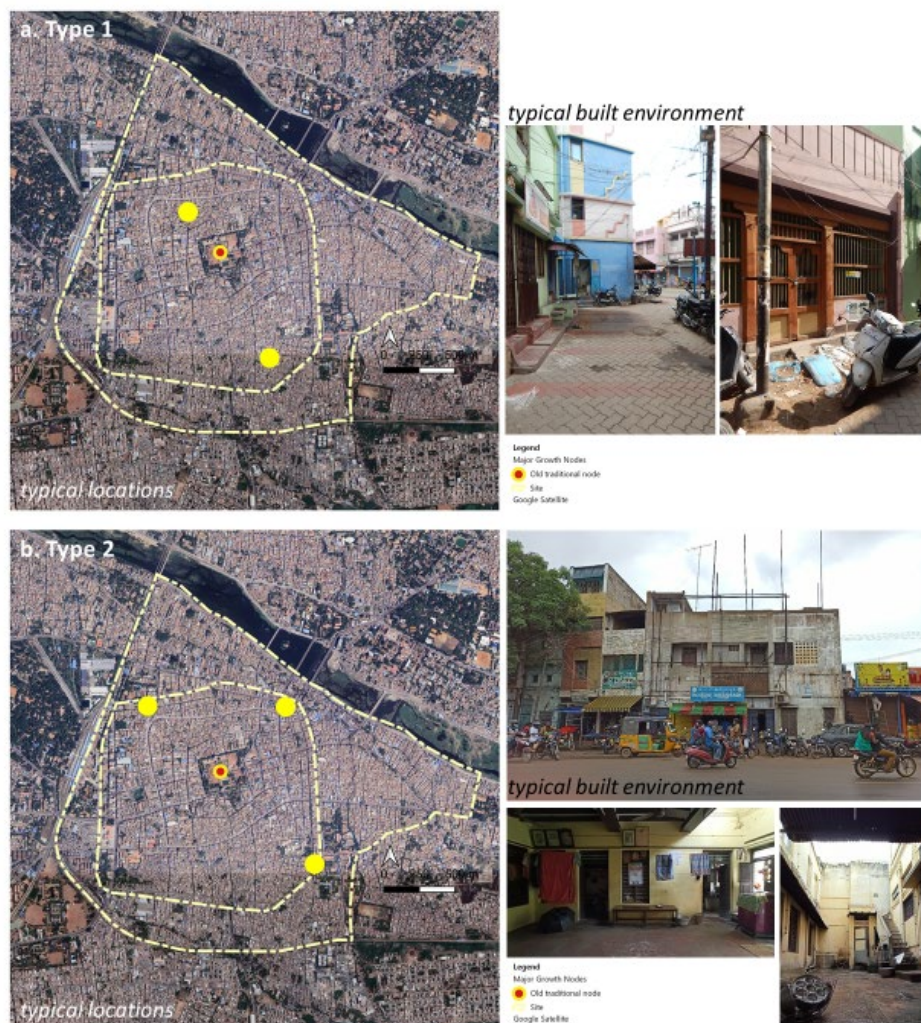 a. Type 1
typical built environment
typical locations
Legend
Major Growth Nodes
Old traditional node
Site
Google Satellite
b. Type 2
typical built environment
typical locations
Legend
Major Growth Nodes
Old traditional node
Site
Google Satellite